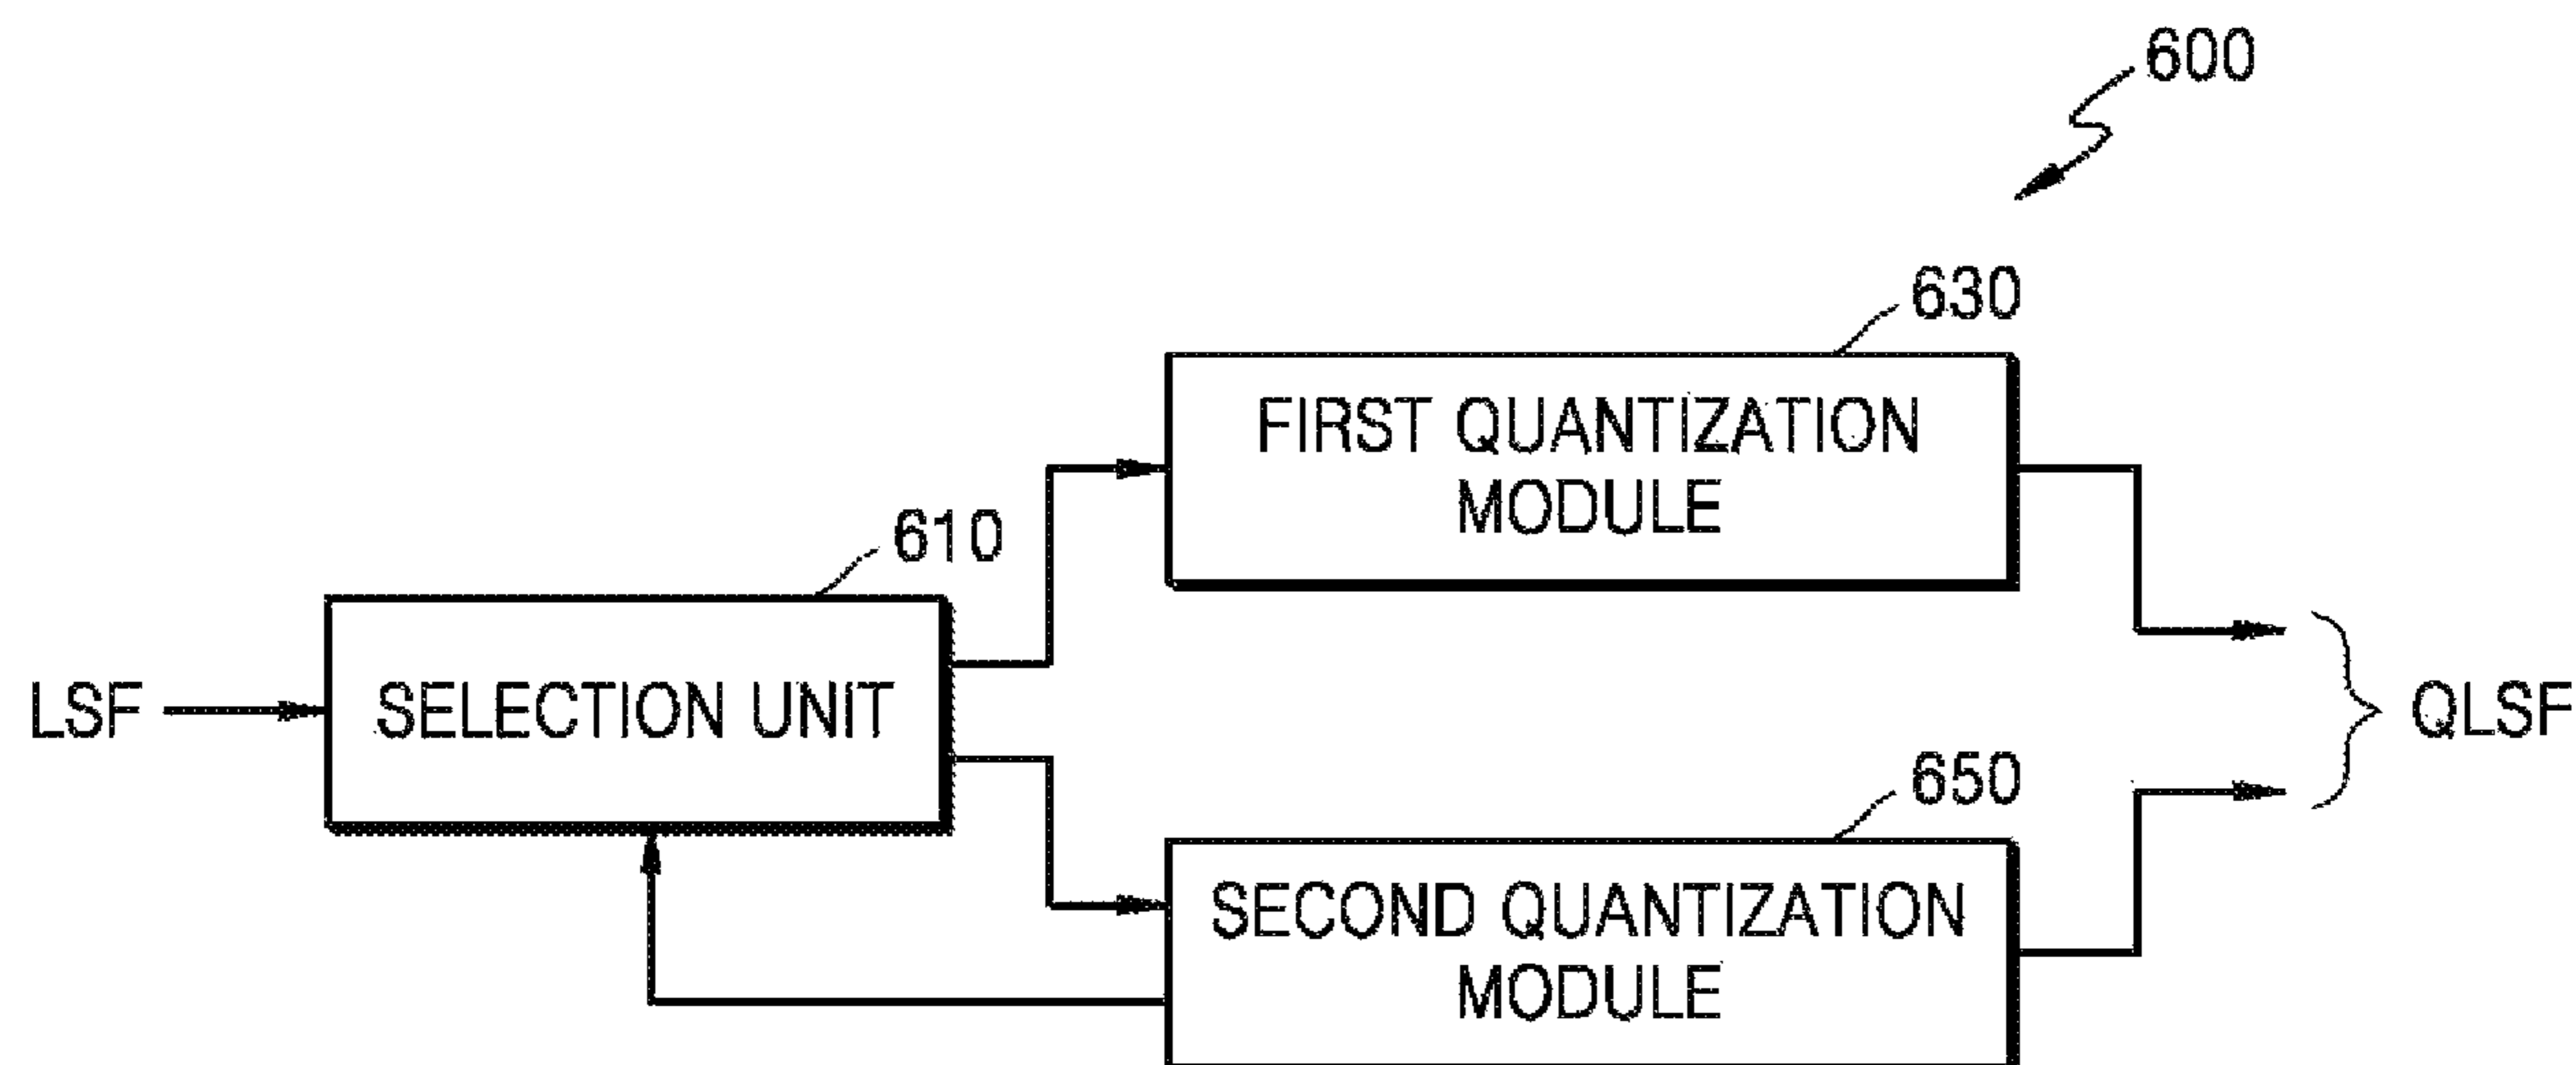 600
630
FIRST QUANTIZATION
MODULE
610
LSF
SELECTION UNIT
QLSF
650
SECOND QUANTIZATION
MODULE